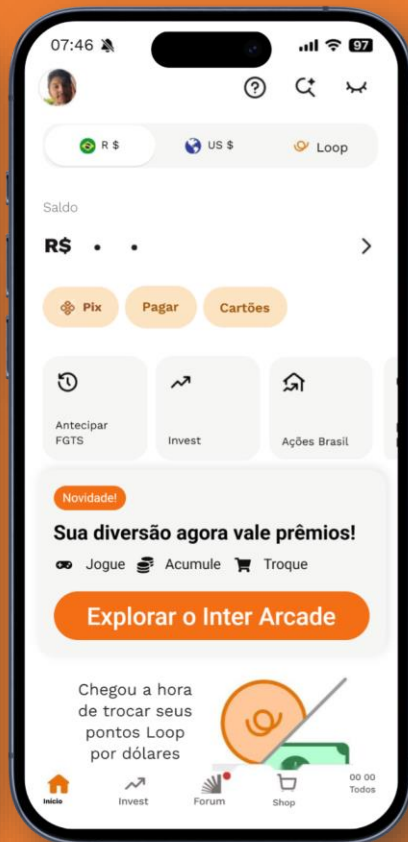 07:46
97
R $
US $
Loop
Saldo
R$
Pix
Pagar
Cartões
Antecipar
FGTS
Invest
Ações Brasil
Novidade!
Sua diversão agora vale prêmios!
Jogue
Acumule
Troque
Explorar o Inter Arcade
Chegou a hora
de trocar seus
pontos Loop
por dólares
Início
Invest
Forum
Shop
00 00
Todos